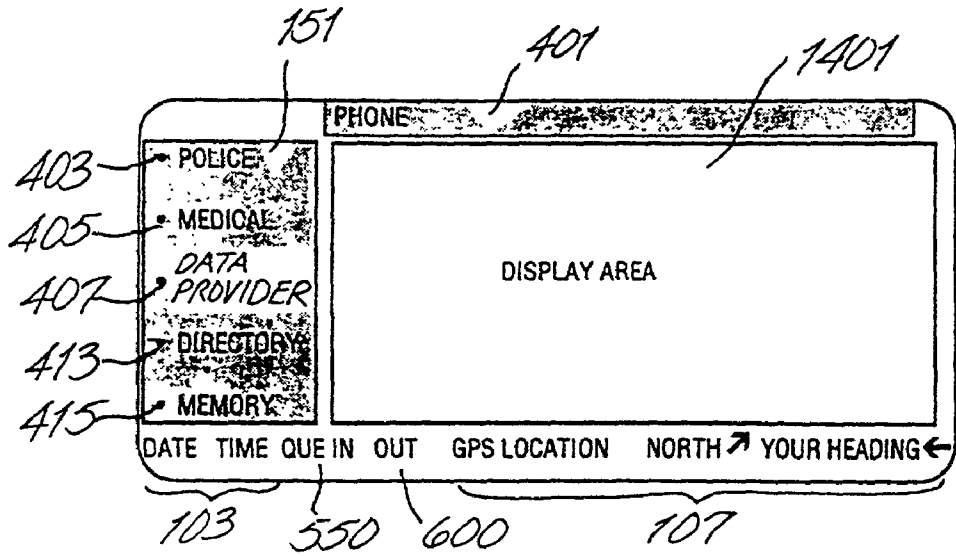 151
401
1401
PHONE
403
• POLICE
405
• MEDICAL
407
• DATA
PROVIDER
DISPLAY AREA
413
• DIRECTORY
415
• MEMORY
DATE TIME QUE IN OUT GPS LOCATION NORTH ↗ YOUR HEADING ←
103
550
600
107